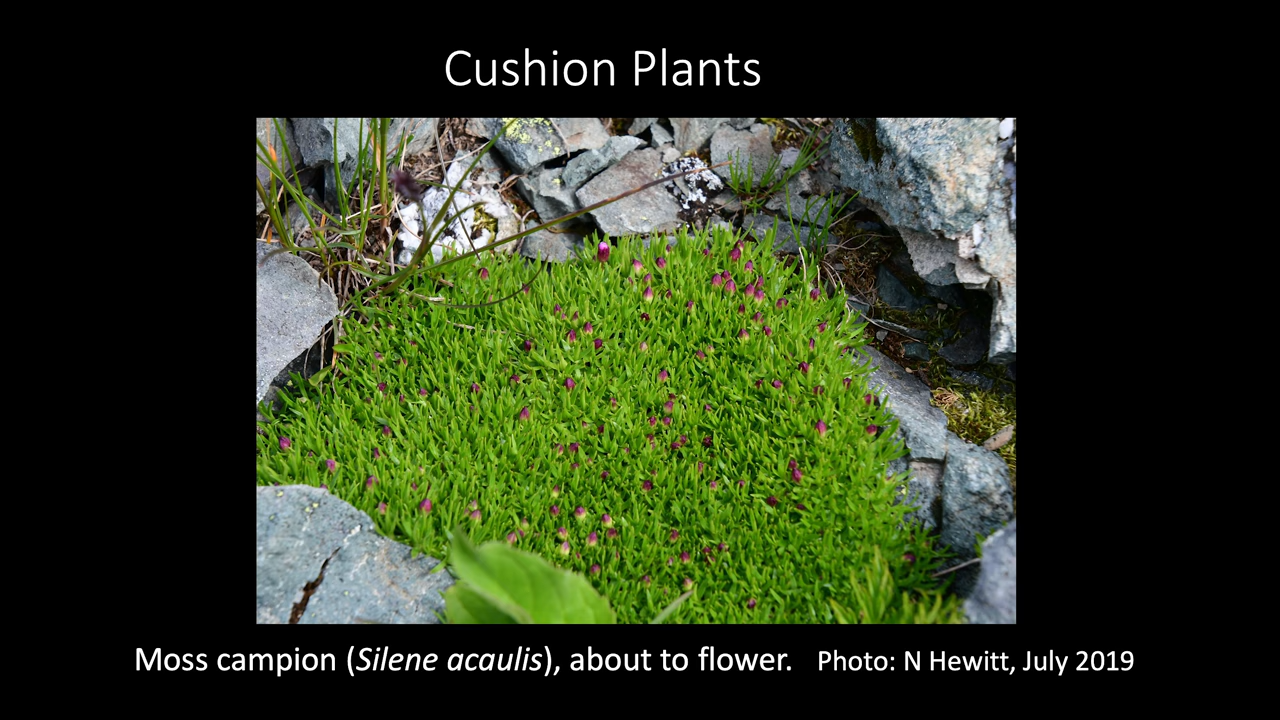 Cushion Plants
Moss campion (Silene acaulis), about to flower. Photo: N Hewitt, July 2019